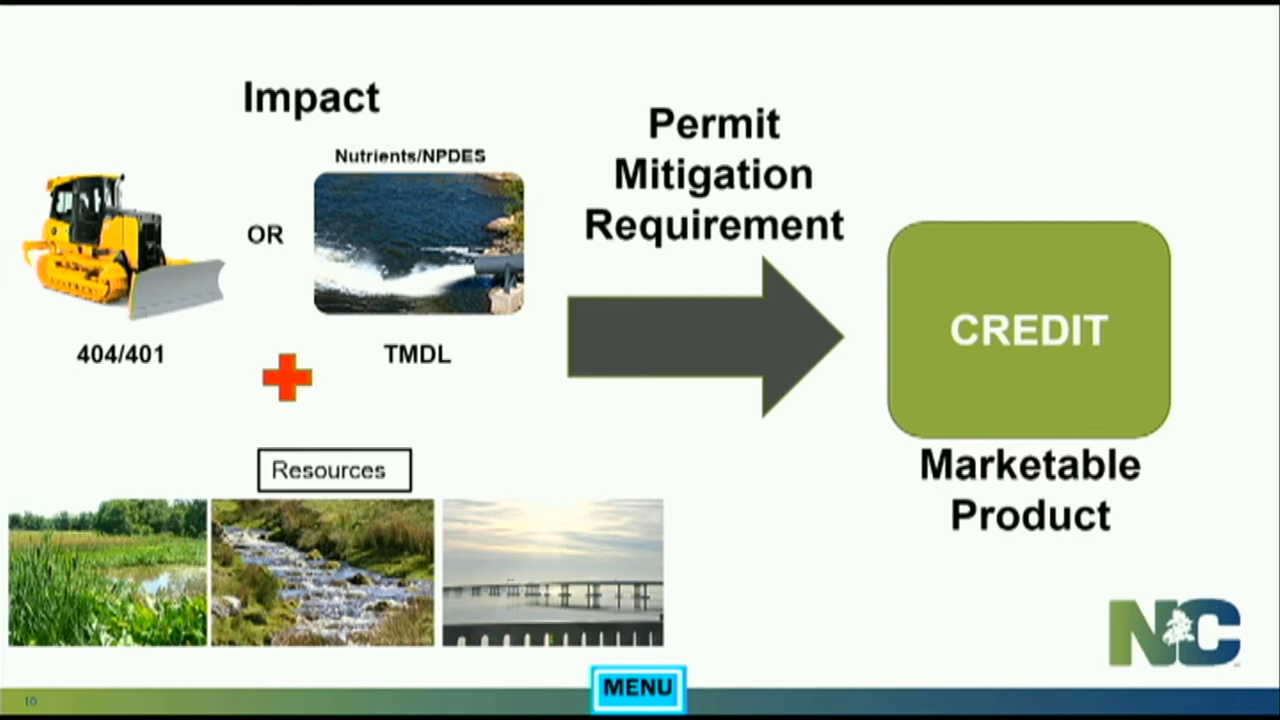 Impact
Nutrients/NPDES
OR
404/401
TMDL
Resources
Permit
Mitigation
Requirement
CREDIT
Marketable
Product
NC
MENU
10